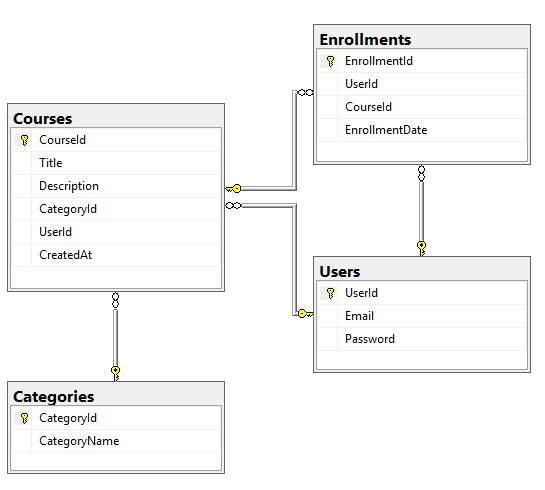 Enrollments
EnrollmentId
UserId
CourseId
EnrollmentDate
Courses
CourseId
Title
Description
CategoryId
UserId
CreatedAt
Users
UserId
Email
Password
Categories
CategoryId
CategoryName